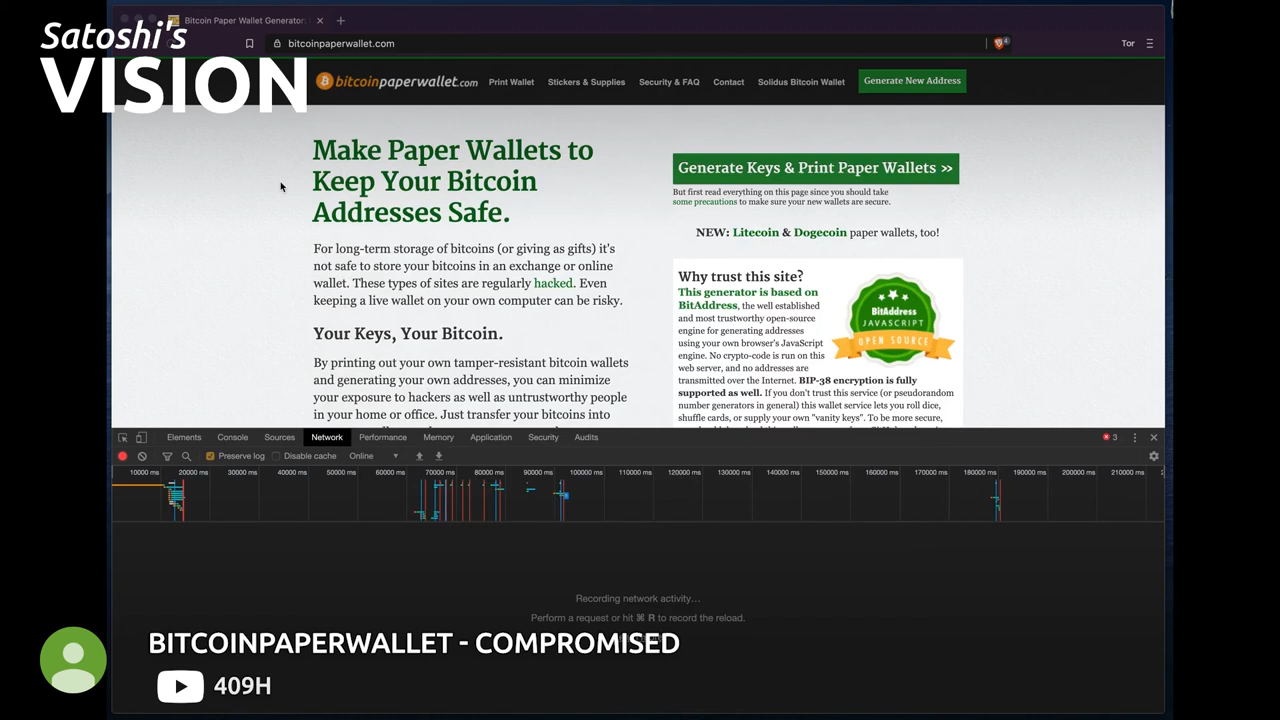 Satoshi's
VISION
Bitcoin Paper Wallet Generator:
bitcoinpaperwallet.com
4
Tor
bitcoinpaperwallet.com
Print Wallet
Stickers & Supplies
Security & FAQ
Contact
Solidus Bitcoin Wallet
Generate New Address
Make Paper Wallets to
Keep Your Bitcoin
Addresses Safe.
For long-term storage of bitcoins (or giving as gifts) it's
not safe to store your bitcoins in an exchange or online
wallet. These types of sites are regularly hacked. Even
keeping a live wallet on your own computer can be risky.
Your Keys, Your Bitcoin.
By printing out your own tamper-resistant bitcoin wallets
and generating your own addresses, you can minimize
your exposure to hackers as well as untrustworthy people
in your home or office. Just transfer your bitcoins into
Generate Keys & Print Paper Wallets »
But first read everything on this page since you should take
some precautions to make sure your new wallets are secure.
NEW: Litecoin & Dogecoin paper wallets, too!
Why trust this site?
This generator is based on
BitAddress, the well established
and most trustworthy open-source
engine for generating addresses
using your own browser's JavaScript
engine. No crypto-code is run on this
web server, and no addresses are
transmitted over the Internet. BIP-38 encryption is fully
supported as well. If you don't trust this service (or pseudorandom
number generators in general) this wallet service lets you roll dice,
shuffle cards, or supply your own "vanity keys". To be more secure,
BitAddress
JAVASCRIPT
OPEN SOURCE
Elements
Console
Sources
Network
Performance
Memory
Application
Security
Audits
3
Preserve log
Disable cache
Online
10000 ms
20000 ms
30000 ms
40000 ms
50000 ms
60000 ms
70000 ms
80000 ms
90000 ms
100000 ms
110000 ms
120000 ms
130000 ms
140000 ms
150000 ms
160000 ms
170000 ms
180000 ms
190000 ms
200000 ms
210000 ms
Recording network activity…
Perform a request or hit ⌘ R to record the reload.
BITCOINPAPERWALLET - COMPROMISED
409H